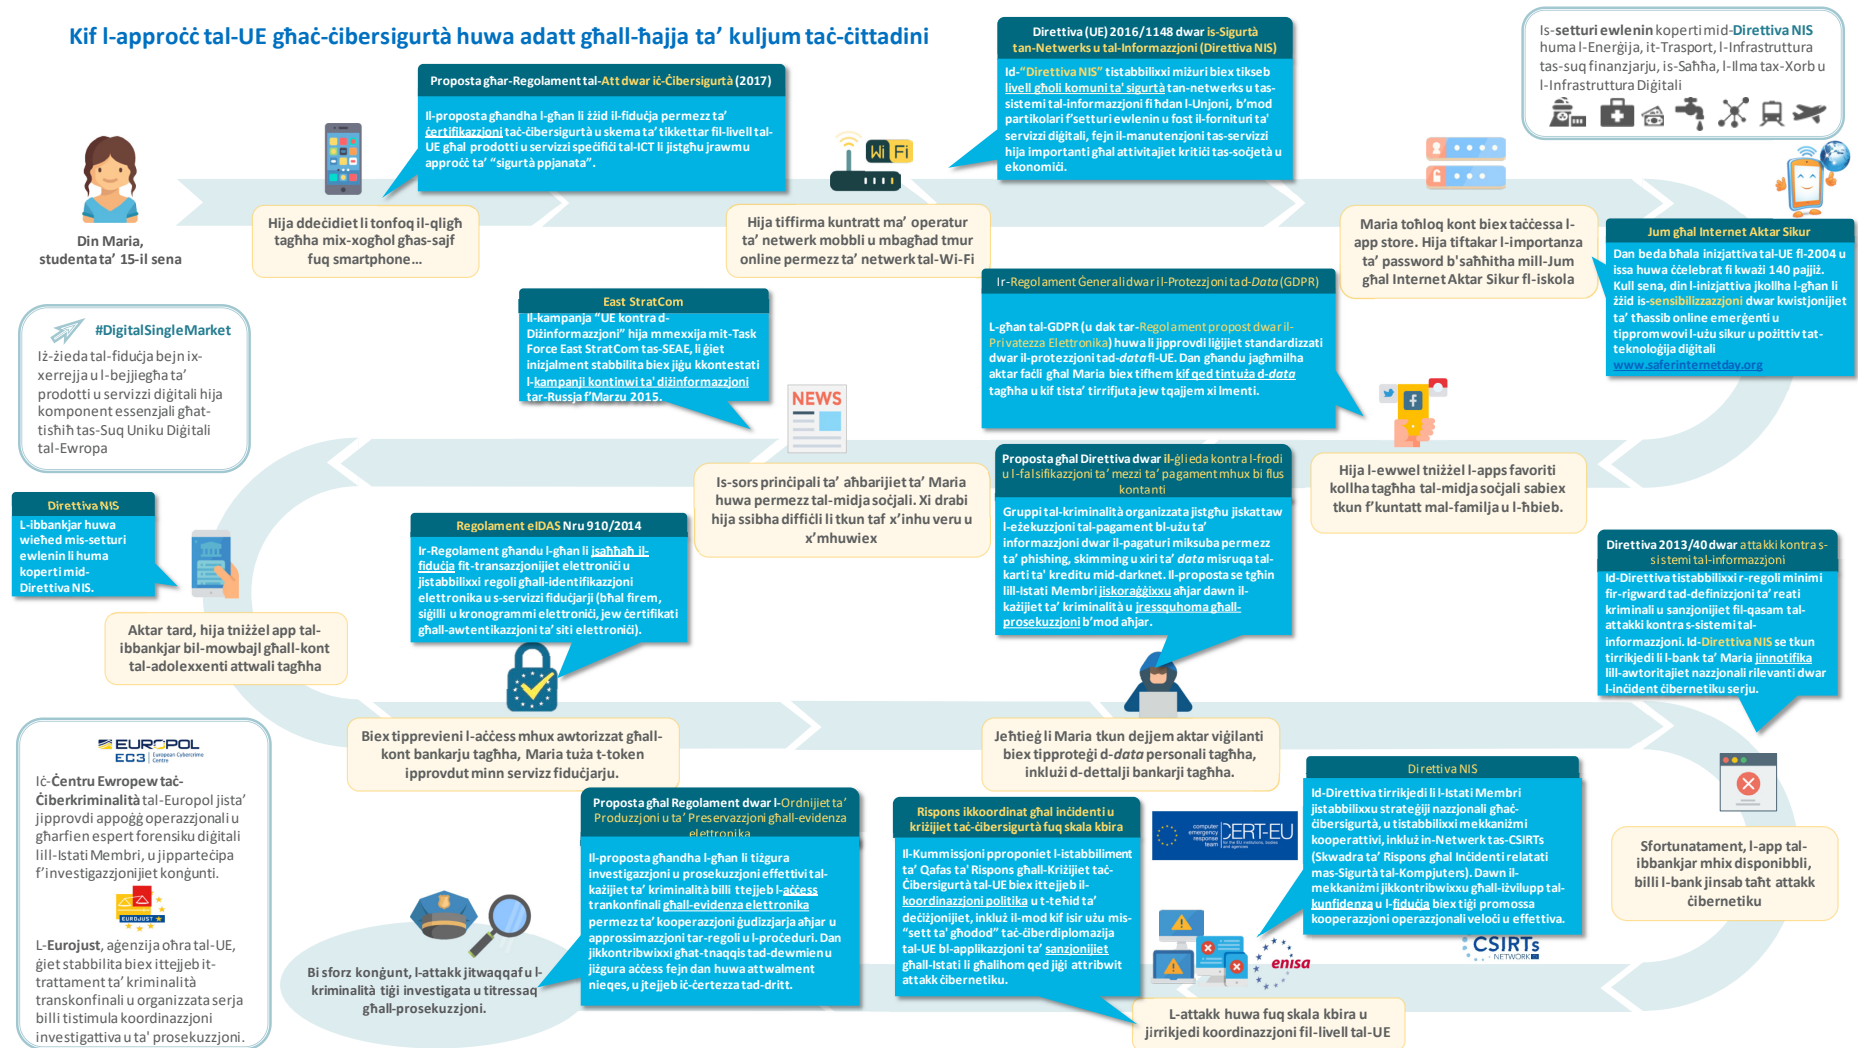 Kif l-approċċ tal-UE għaċ-ċibersigurtà huwa adatt għall-ħajja ta’ kuljum taċ-ċittadini
Din Maria,
studenta ta’ 15-il sena
Proposta għar-Regolament tal-Att dwar iċ-Ċibersigurtà (2017)
Il-proposta għandha l-għan li żżid il-fiduċja permezz ta’
ċertifikazzjoni taċ-ċibersigurtà u skema ta’ tikkettar fil-livell tal-
UE għal prodotti u servizzi speċifiċi tal-ICT li jistgħu jrawmu
approċċ ta’ “sigurtà ppjanata”.
Hija ddeċidiet li tonfoq il-qligħ
tagħha mix-xogħol għas-sajf
fuq smartphone…
Wi Fi
Direttiva (UE) 2016/1148 dwar is-Sigurtà
tan-Netwerks u tal-Informazzjoni (Direttiva NIS)
Id-“Direttiva NIS” tistabbilixxi miżuri biex tikseb
livell għoli komuni ta' sigurtà tan-networks u tas-
sistemi tal-informazzjoni fi ħdan l-Unjoni, b’mod
partikolari f’setturi ewlenin u fost il-fornituri ta'
servizzi diġitali, fejn il-manutenzjoni tas-servizzi
hija importanti għal attivitajiet kritiċi tas-soċjetà u
ekonomiċi.
Hija tiffirma kuntratt ma’ operatur
ta’ netwerk mobbli u mbagħad tmur
online permezz ta’ netwerk tal-Wi-Fi
Is-setturi ewlenin koperti mid-Direttiva NIS
huma l-Enerġija, it-Trasport, l-Infrastruttura
tas-suq finanzjarju, is-Saħħa, l-Ilma tax-Xorb u
l-Infrastruttura Diġitali
Maria toħloq kont biex taċċessa l-
app store. Hija tiftakar l-importanza
ta’ password b'saħħitha mill-Jum
għal Internet Aktar Sikur fl-iskola
Jum għal Internet Aktar Sikur
Dan beda bħala inizjattiva tal-UE fl-2004 u
issa huwa ċċelebrat fi kważi 140 pajjiż.
Kull sena, din l-inizjattiva jkollha l-għan li
żżid is-sensibilizzazzjoni dwar kwistjonijiet
ta’ tħassib online emerġenti u
tippromwovi l-użu sikur u pożittiv tat-
teknoloġija diġitali
www.saferinternetday.org
Ir-Regolament Ġenerali dwar il-Protezzjoni tad-Data (GDPR)
L-għan tal-GDPR (u dak tar-Regolament propost dwar il-
Privatezza Elettronika) huwa li jipprovdi liġijiet standardizzati
dwar il-protezzjoni tad-data fl-UE. Dan għandu jagħmilha
aktar faċli għal Maria biex tifhem kif qed tintuża d-data
tagħha u kif tista’ tirrifjuta jew tqajjem xi lmenti.
Hija l-ewwel tniżżel l-apps favoriti
kollha tagħha tal-midja soċjali sabiex
tkun f’kuntatt mal-familja u l-ħbieb.
East StratCom
Il-kampanja “UE kontra d-
Diżinformazzjoni” hija mmexxija mit-Task
Force East StratCom tas-SEAE, li ġiet
inizjalment stabbilita biex jiġu kkontestati
l-kampanji kontinwi ta' diżinformazzjoni
tar-Russja f’Marzu 2015.
NEWS
Is-sors prinċipali ta’ aħbarijiet ta’ Maria
huwa permezz tal-midja soċjali. Xi drabi
hija ssibha diffiċli li tkun taf x’inhu veru u
x’mhuwiex
#DigitalSingleMarket
Iż-żieda tal-fiduċja bejn ix-
xerrejja u l-bejjiegħa ta’
prodotti u servizzi diġitali hija
komponent essenzjali għat-
tisħiħ tas-Suq Uniku Diġitali
tal-Ewropa
Direttiva NIS
L-ibbankjar huwa
wieħed mis-setturi
ewlenin li huma
koperti mid-
Direttiva NIS.
Aktar tard, hija tniżżel app tal-
ibbankjar bil-mowbajl għall-kont
tal-adolexxenti attwali tagħha
Regolament eIDAS Nru 910/2014
Ir-Regolament għandu l-għan li jsaħħaħ il-
fiduċja fit-transazzjonijiet elettroniċi u
jistabbilixxi regoli għall-identifikazzjoni
elettronika u s-servizzi fiduċjarji (bħal firem,
siġilli u kronogrammi elettroniċi, jew ċertifikati
għall-awtentikazzjoni ta’ siti elettroniċi).
Biex tipprevieni l-aċċess mhux awtorizzat għall-
kont bankarju tagħha, Maria tuża t-token
ipprovdut minn servizz fiduċjarju.
Proposta għal Direttiva dwar il-ġlieda kontra l-frodi
u l-falsifikazzjoni ta’ mezzi ta’ pagament mhux bi flus
kontanti
Gruppi tal-kriminalità organizzata jistgħu jiskattaw
l-eżekuzzjoni tal-pagament bl-użu ta’
informazzjoni dwar il-pagaturi miksuba permezz
ta’ phishing, skimming u xiri ta’ data misruqa tal-
karti ta' kreditu mid-darknet. Il-proposta se tgħin
lill-Istati Membri jiskoraġġixxu aħjar dawn il-
każijiet ta’ kriminalità u jressquhoma għall-
prosekuzzjoni b’mod aħjar.
Jeħtieġ li Maria tkun dejjem aktar viġilanti
biex tipproteġi d-data personali tagħha,
inklużi d-dettalji bankarji tagħha.
Direttiva 2013/40 dwar attakki kontra s-
sistemi tal-informazzjoni
Id-Direttiva tistabbilixxi r-regoli minimi
fir-rigward tad-definizzjoni ta’ reati
kriminali u sanzjonijiet fil-qasam tal-
attakki kontra s-sistemi tal-
informazzjoni. Id-Direttiva NIS se tkun
tirrikjedi li l-bank ta’ Maria jinnotifika
lill-awtoritajiet nazzjonali rilevanti dwar
l-inċident ċibernetiku serju.
Sfortunatament, l-app tal-
ibbankjar mhix disponibbli,
billi l-bank jinsab taħt attakk
ċibernetiku
Direttiva NIS
Id-Direttiva tirrikjedi li l-Istati Membri
jistabbilixxu strateġiji nazzjonali għaċ-
ċibersigurtà, u tistabbilixxi mekkaniżmi
kooperattivi, inkluż in-Network tas-CSIRTs
(Skwadra ta’ Rispons għal Inċidenti relatati
mas-Sigurtà tal-Kompjuters). Dawn il-
mekkaniżmi jikkontribwixxu għall-iżvilupp tal-
kunfidenza u l-fiduċja biex tiġi promossa
kooperazzjoni operazzjonali veloċi u effettiva.
computer
emergency
response
team
CERT-EU
for the EU institutions, bodies
and agencies
enisa
CSIRTs
NETWORK
L-attakk huwa fuq skala kbira u
jirrikjedi koordinazzjoni fil-livell tal-UE
Rispons ikkoordinat għal inċidenti u
kriżijiet taċ-ċibersigurtà fuq skala kbira
Il-Kummissjoni pproponiet l-istabbiliment
ta’ Qafas ta’ Rispons għall-Kriżijiet taċ-
Ċibersigurtà tal-UE biex ittejjeb il-
koordinazzjoni politika u t-teħid ta’
deċiżjonijiet, inkluż il-mod kif isir użu mis-
“sett ta’ għodod” taċ-ċiberdiplomazija
tal-UE bl-applikazzjoni ta’ sanzjonijiet
għall-Istati li għalihom qed jiġi attribwit
attakk ċibernetiku.
Proposta għal Regolament dwar l-Ordnijiet ta’
Produzzjoni u ta’ Preservazzjoni għall-evidenza
elettronika
Il-proposta għandha l-għan li tiżgura
investigazzjoni u prosekuzzjoni effettivi tal-
każijiet ta’ kriminalità billi ttejjeb l-aċċess
trankonfinali għall-evidenza elettronika
permezz ta’ kooperazzjoni ġudizzjarja aħjar u
approssimazzjoni tar-regoli u l-proċeduri. Dan
jikkontribwixxi għat-tnaqqis tad-dewmien u
jiżgura aċċess fejn dan huwa attwalment
nieqes, u jtejjeb iċ-ċertezza tad-dritt.
Bi sforz konġunt, l-attakk jitwaqqaf u l-
kriminalità tiġi investigata u titressaq
għall-prosekuzzjoni.
EUROPOL
EC3 European Cybercrime
Centre
Iċ-Ċentru Ewropew taċ-
Ċiberkriminalità tal-Europol jista’
jipprovdi appoġġ operazzjonali u
għarfien espert forensiku diġitali
lill-Istati Membri, u jipparteċipa
f’investigazzjonijiet konġunti.
EUROJUST
L-Eurojust, aġenzija oħra tal-UE,
ġiet stabbilita biex ittejjeb it-
trattament ta’ kriminalità
transkonfinali u organizzata serja
billi tistimula koordinazzjoni
investigattiva u ta' prosekuzzjoni.